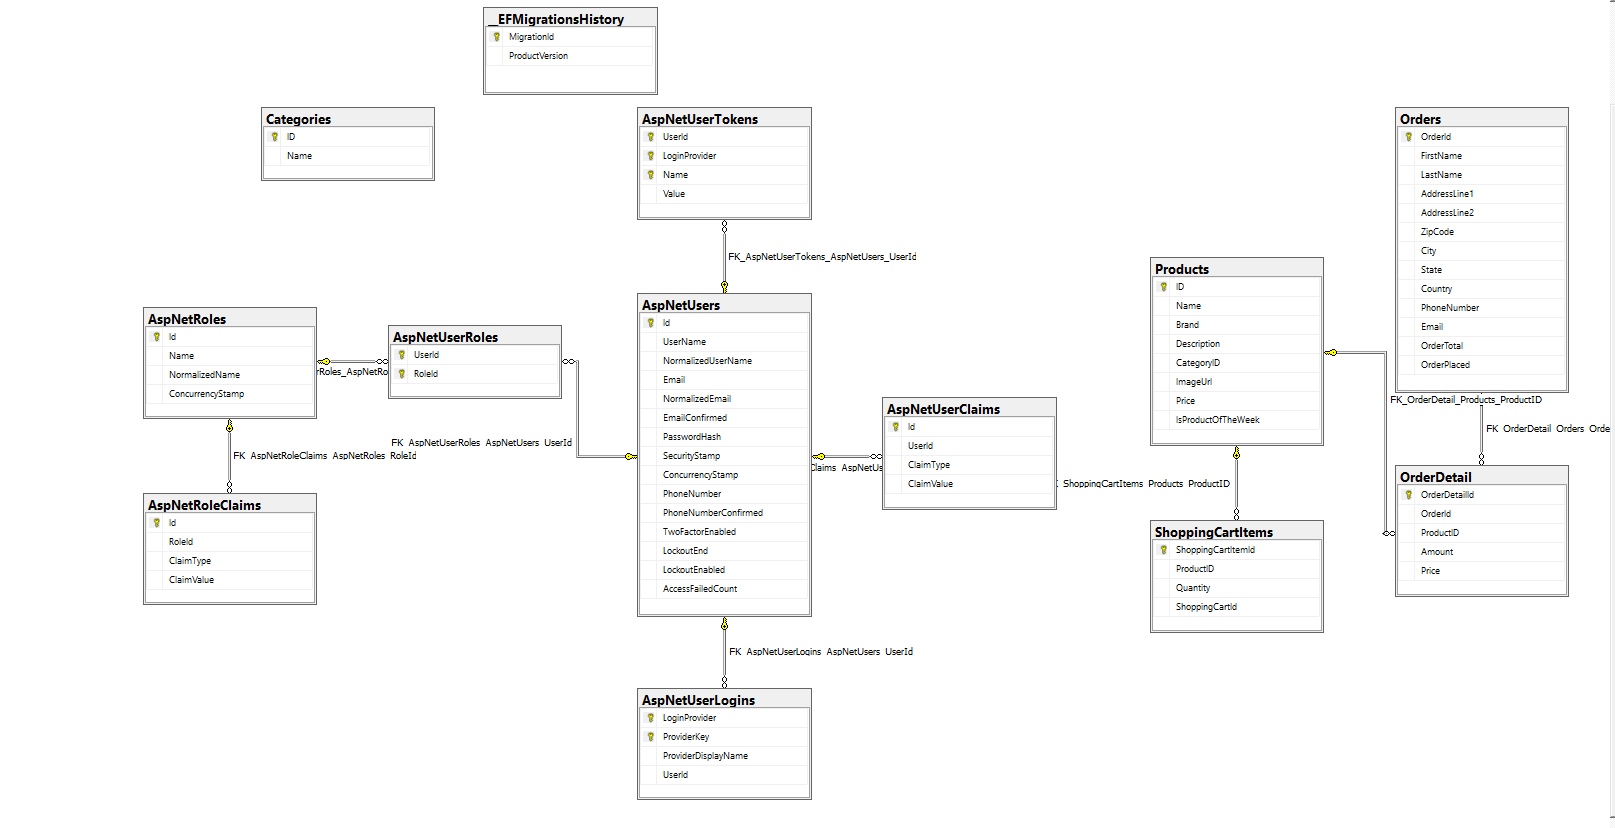 __EFMigrationsHistory
MigrationId
ProductVersion
Categories
ID
Name
AspNetUserTokens
UserId
LoginProvider
Name
Value
FK_AspNetUserTokens_AspNetUsers_UserId
AspNetRoles
Id
Name
NormalizedName
ConcurrencyStamp
rRoles_AspNetRo
AspNetUserRoles
UserId
RoleId
FK_AspNetUserRoles_AspNetUsers_UserId
FK_AspNetRoleClaims_AspNetRoles_RoleId
AspNetRoleClaims
Id
RoleId
ClaimType
ClaimValue
AspNetUsers
Id
UserName
NormalizedUserName
Email
NormalizedEmail
EmailConfirmed
PasswordHash
SecurityStamp
ConcurrencyStamp
PhoneNumber
PhoneNumberConfirmed
TwoFactorEnabled
LockoutEnd
LockoutEnabled
AccessFailedCount
Claims_AspNetUs
AspNetUserClaims
Id
UserId
ClaimType
ClaimValue
FK_AspNetUserLogins_AspNetUsers_UserId
AspNetUserLogins
LoginProvider
ProviderKey
ProviderDisplayName
UserId
Products
ID
Name
Brand
Description
CategoryID
ImageUrl
Price
IsProductOfTheWeek
ShoppingCartItems_Products_ProductID
ShoppingCartItems
ShoppingCartItemId
ProductID
Quantity
ShoppingCartId
Orders
OrderId
FirstName
LastName
AddressLine1
AddressLine2
ZipCode
City
State
Country
PhoneNumber
Email
OrderTotal
OrderPlaced
FK_OrderDetail_Products_ProductID
FK_OrderDetail_Orders_Orde
OrderDetail
OrderDetailId
OrderId
ProductID
Amount
Price